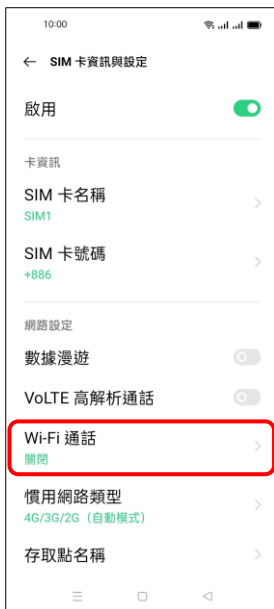 10:00
SIM 卡資訊與設定
啟用
卡資訊
SIM 卡名稱
SIM1
SIM 卡號碼
+886
網路設定
數據漫遊
VoLTE 高解析通話
Wi-Fi 通話
關閉
慣用網路類型
4G/3G/2G（自動模式）
存取點名稱